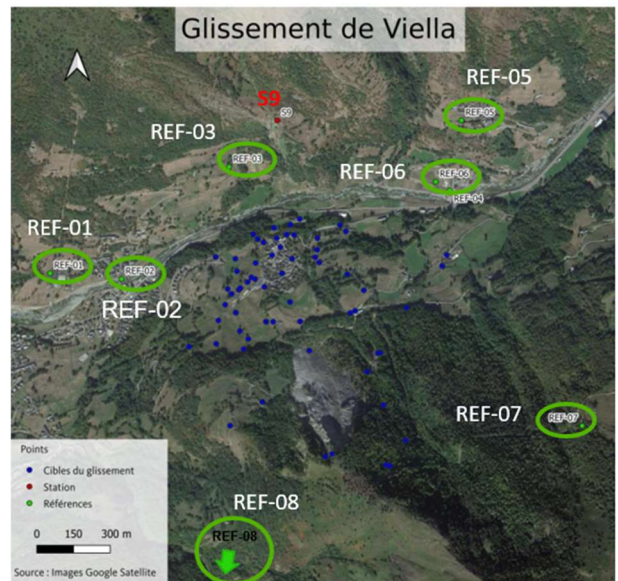 Glissement de Viella
S9
S9
REF-05
REF-05
REF-03
REF-03
REF-06
REF-06
REF-04
REF-01
REF-01
REF-02
REF-02
REF-07
REF-07
REF-08
REF-08
Points
Cibles du glissement
Station
Références
0 150 300 m
Source : Images Google Satellite